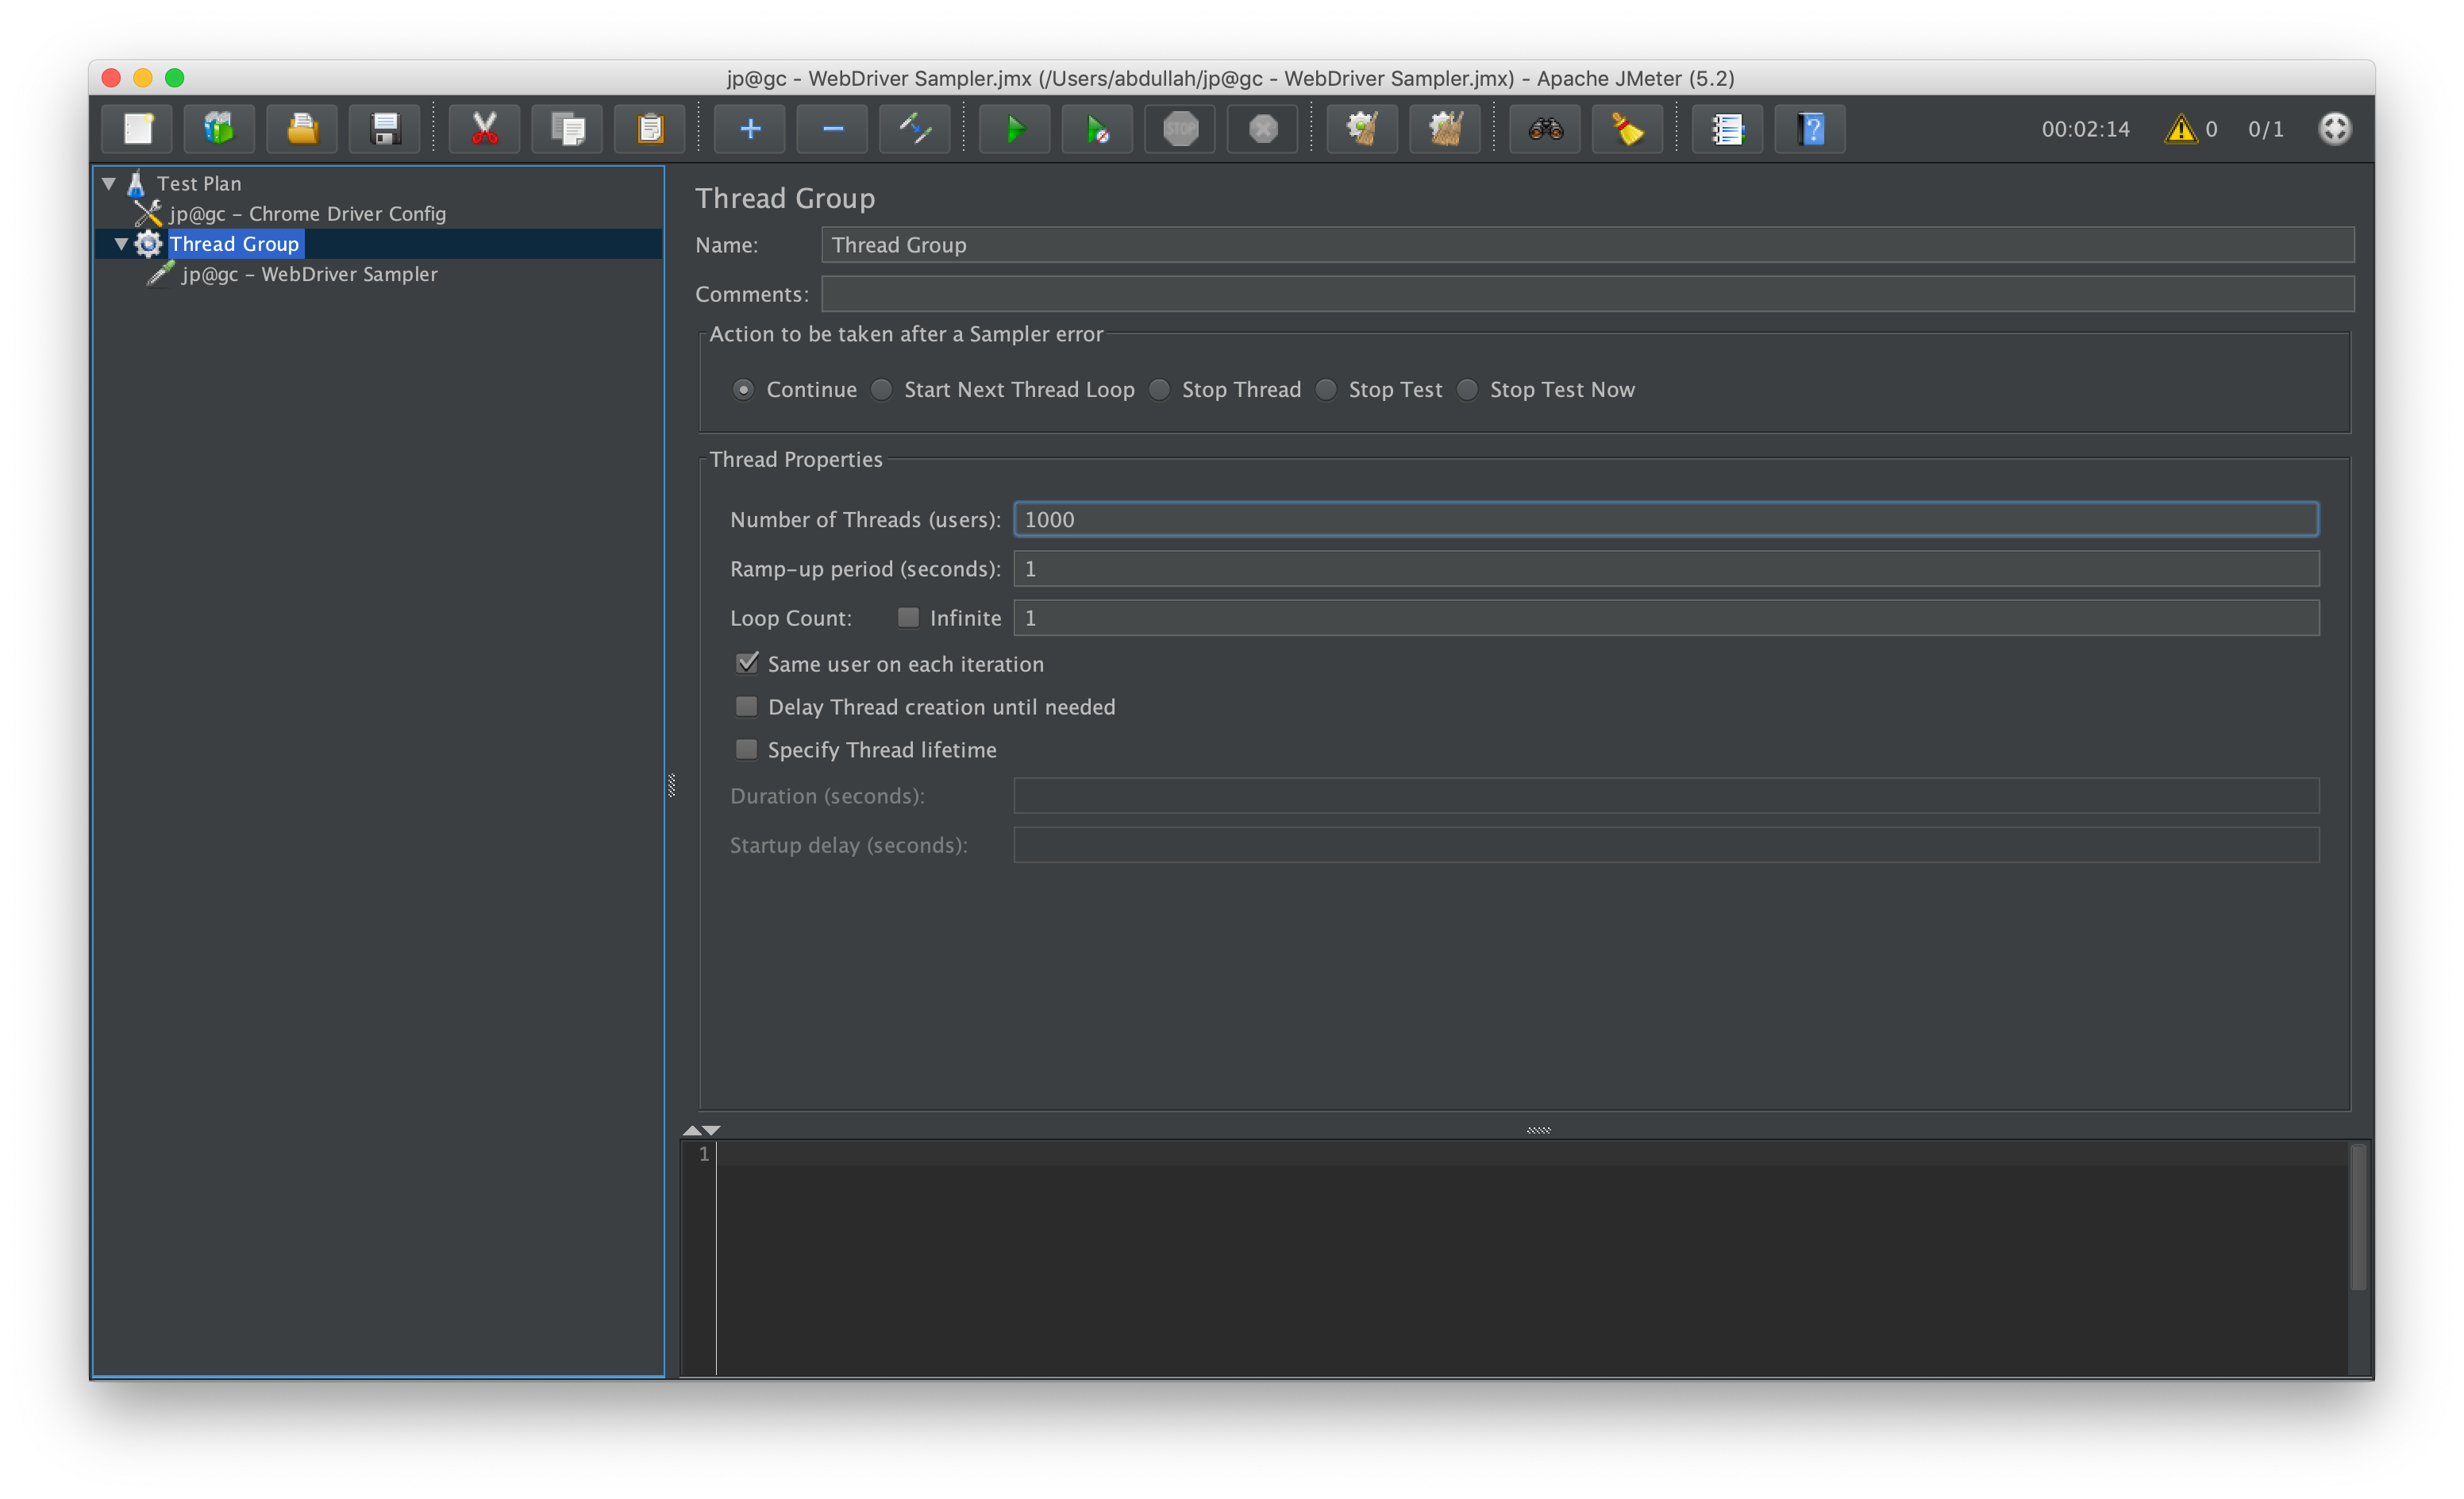 jp@gc - WebDriver Sampler.jmx (/Users/abdullah/jp@gc - WebDriver Sampler.jmx) - Apache JMeter (5.2)
STOP
00:02:14 0 0/1
Test Plan
jp@gc - Chrome Driver Config
Thread Group
jp@gc - WebDriver Sampler
Thread Group
Name: Thread Group
Comments:
Action to be taken after a Sampler error
Continue Start Next Thread Loop Stop Thread Stop Test Stop Test Now
Thread Properties
Number of Threads (users): 1000
Ramp-up period (seconds): 1
Loop Count: Infinite 1
Same user on each iteration
Delay Thread creation until needed
Specify Thread lifetime
Duration (seconds):
Startup delay (seconds):
1